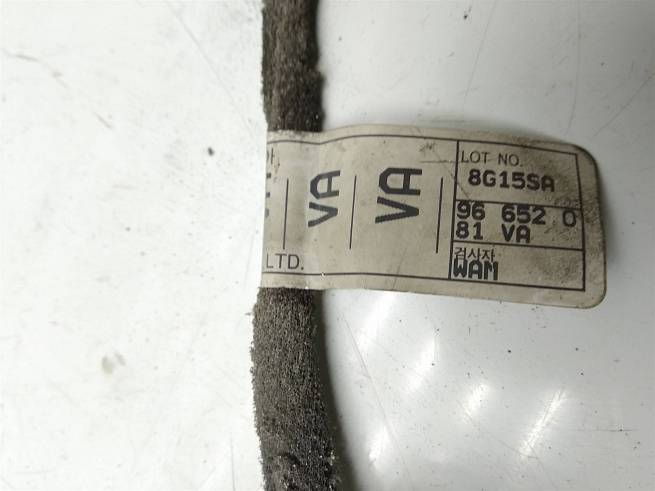 LOT NO.
8G15SA
VA
VA
96 652 0
81 VA
검사자
WAM
LTD.